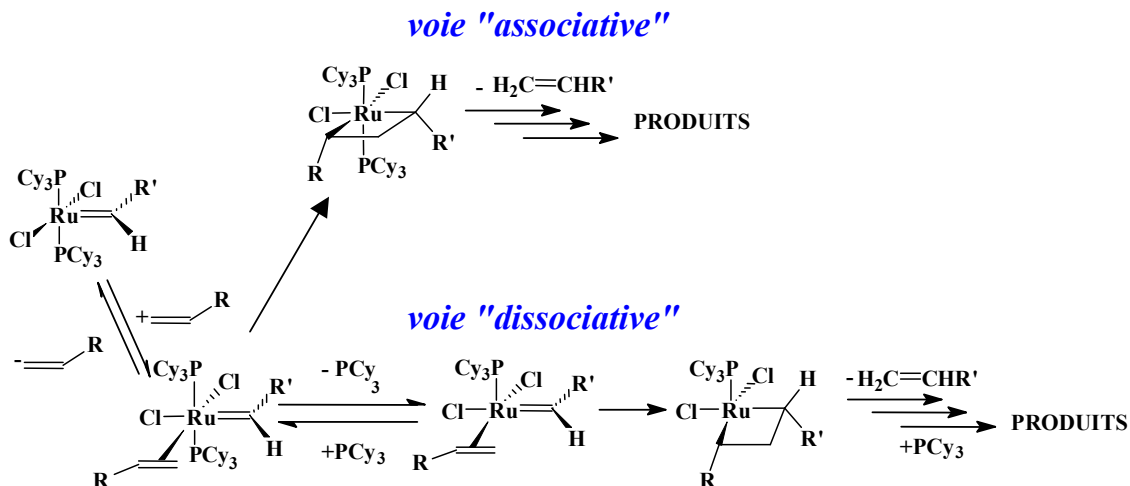 voie "associative"
Cy₃P
Cl
H
Cl
Ru
R'
R
PCy₃
- H₂C=CHR'
PRODUITS
Cy₃P
Cl
R'
Ru
Cl
H
PCy₃
+
R
-
R
voie "dissociative"
Cy₃P
Cl
R'
Cl
Ru
H
PCy₃
R
- PCy₃
+PCy₃
Cy₃P
Cl
R'
Cl
Ru
H
R
Cy₃P
Cl
H
Cl
Ru
R'
R
-H₂C=CHR'
+PCy₃
PRODUITS